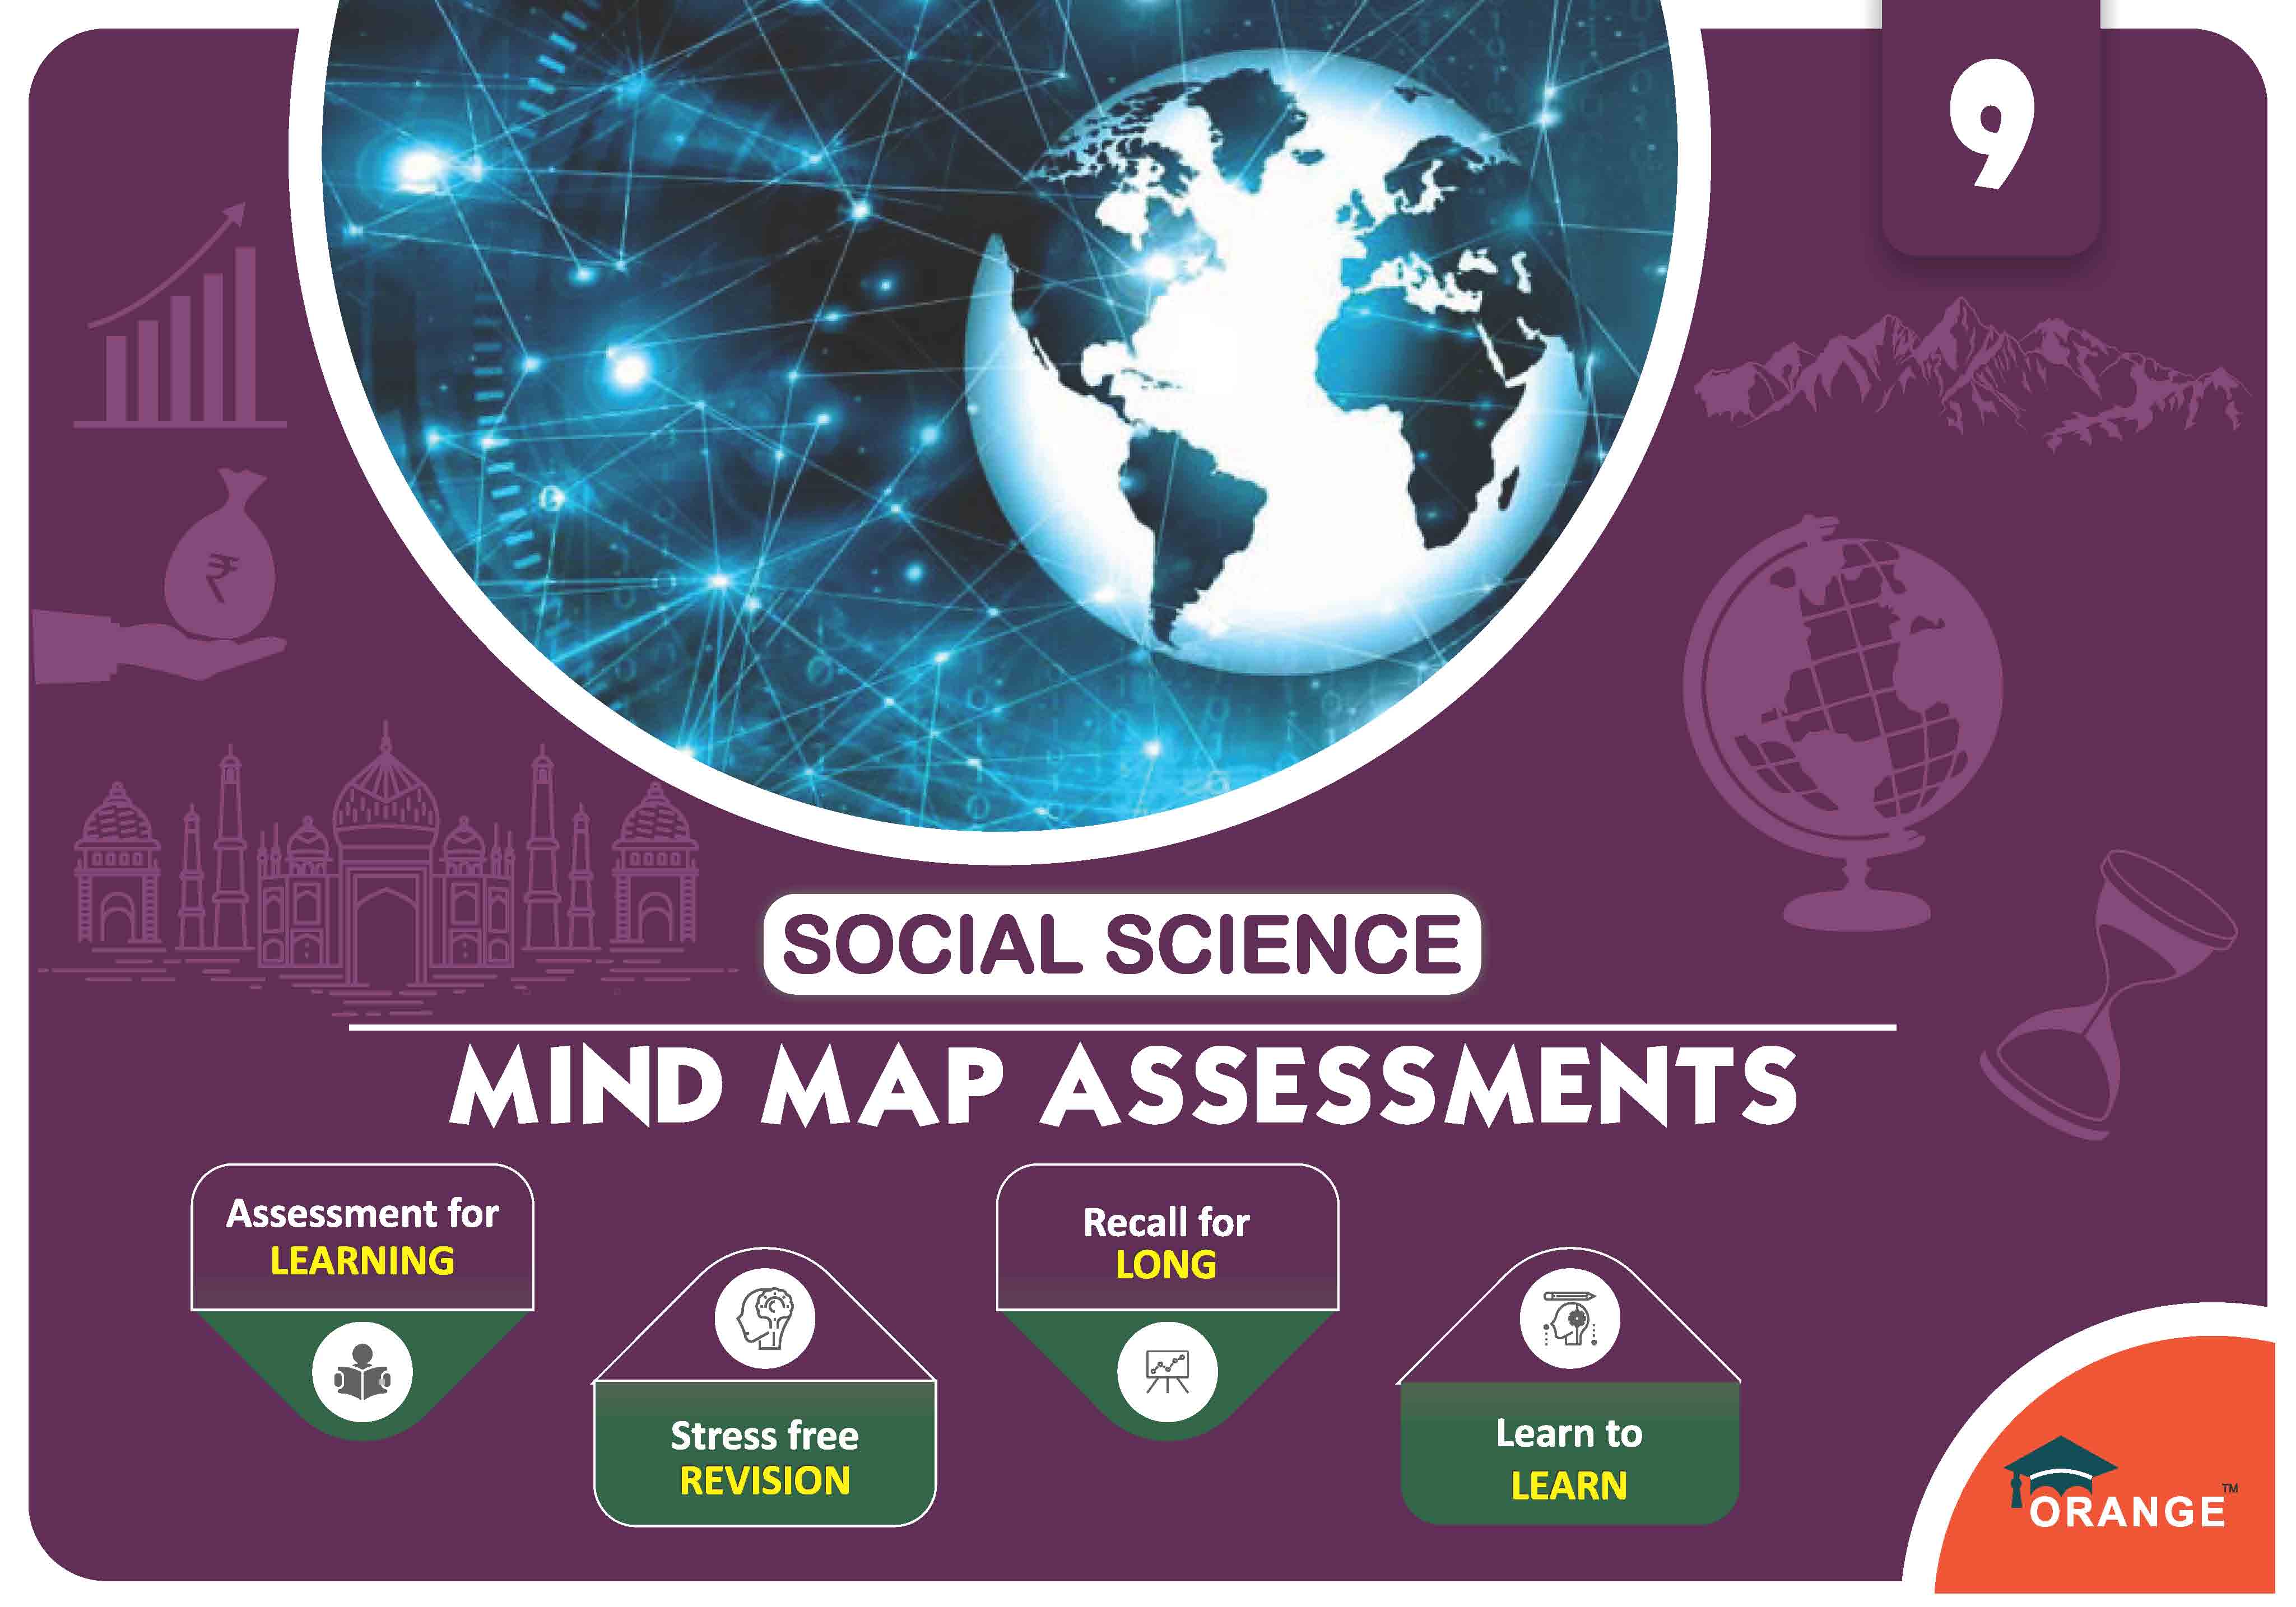 9
₹
SOCIAL SCIENCE
MIND MAP ASSESSMENTS
Assessment for
LEARNING
Stress free
REVISION
Recall for
LONG
Learn to
LEARN
ORANGE™